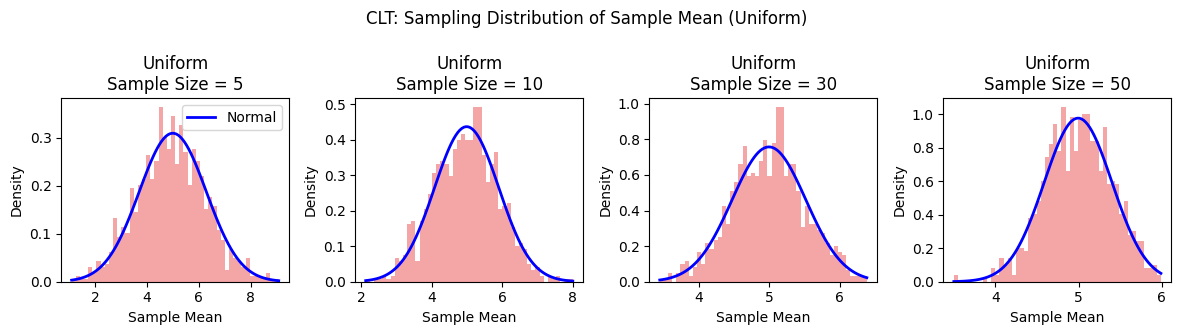 CLT: Sampling Distribution of Sample Mean (Uniform)
Uniform
Sample Size = 5
Normal
Density
0.0
0.1
0.2
0.3
2 4 6 8
Sample Mean
Uniform
Sample Size = 10
Density
0.0
0.1
0.2
0.3
0.4
0.5
2 4 6 8
Sample Mean
Uniform
Sample Size = 30
Density
0.0
0.2
0.4
0.6
0.8
1.0
4 5 6
Sample Mean
Uniform
Sample Size = 50
Density
0.0
0.2
0.4
0.6
0.8
1.0
4 5 6
Sample Mean